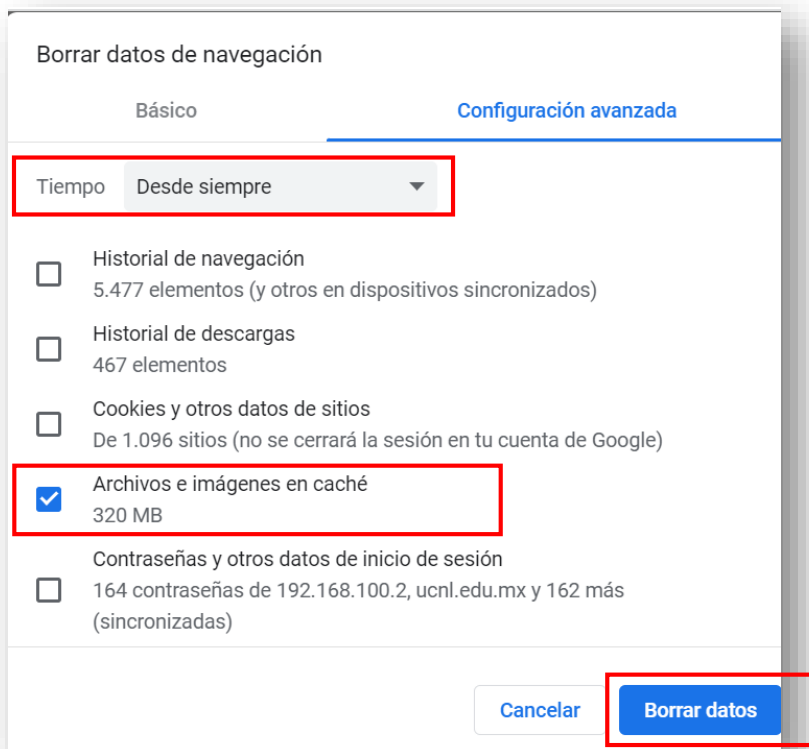 Borrar datos de navegación
Básico
Configuración avanzada
Tiempo
Desde siempre
Historial de navegación
5.477 elementos (y otros en dispositivos sincronizados)
Historial de descargas
467 elementos
Cookies y otros datos de sitios
De 1.096 sitios (no se cerrará la sesión en tu cuenta de Google)
Archivos e imágenes en caché
320 MB
Contraseñas y otros datos de inicio de sesión
164 contraseñas de 192.168.100.2, ucnl.edu.mx y 162 más
(sincronizadas)
Cancelar
Borrar datos